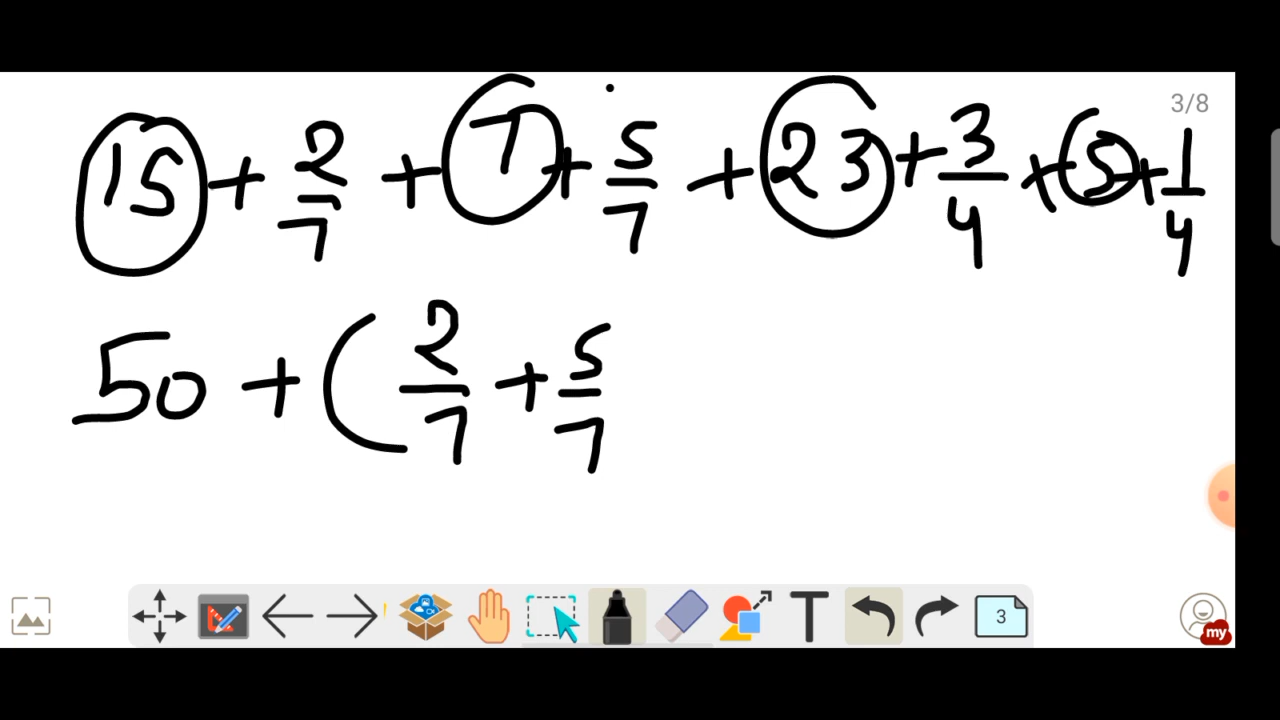 3/8
15 + 2/7 + 7 + 5/7 + 23 + 3/4 + 5 + 1/4
50 + ( 2/7 + 5/7
T
3
my